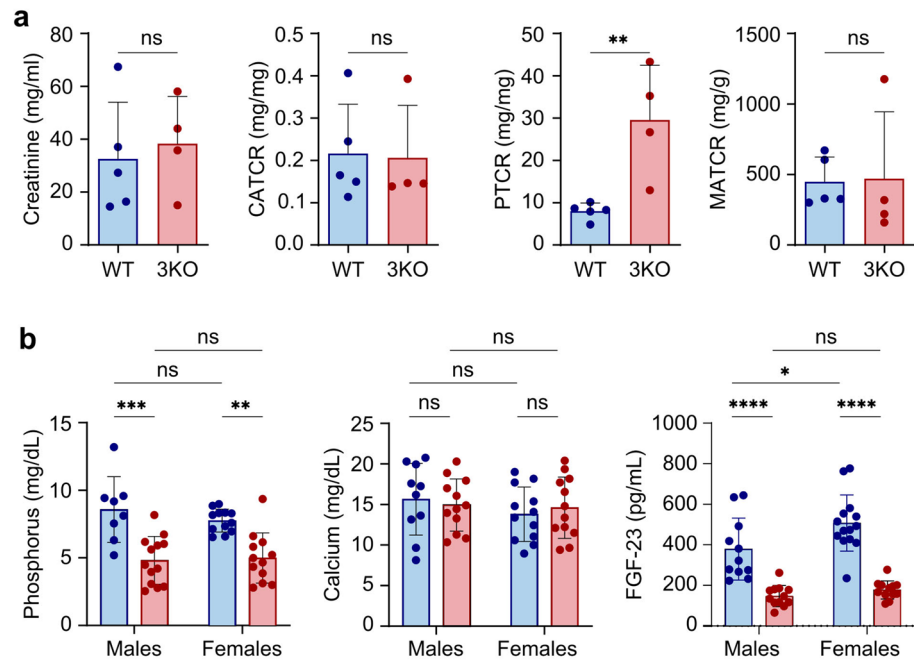 a
Creatinine (mg/ml)
80
60
40
20
0
ns
WT 3KO
CATCR (mg/mg)
0.5
0.4
0.3
0.2
0.1
0.0
ns
WT 3KO
PTCR (mg/mg)
50
40
30
20
10
0
**
WT 3KO
MATCR (mg/g)
1500
1000
500
0
ns
WT 3KO
b
Phosphorus (mg/dL)
15
10
5
0
ns
ns
*** **
Males Females
Calcium (mg/dL)
25
20
15
10
5
0
ns
ns
ns ns
Males Females
FGF-23 (pg/mL)
1000
800
600
400
200
0
ns
*
**** ****
Males Females